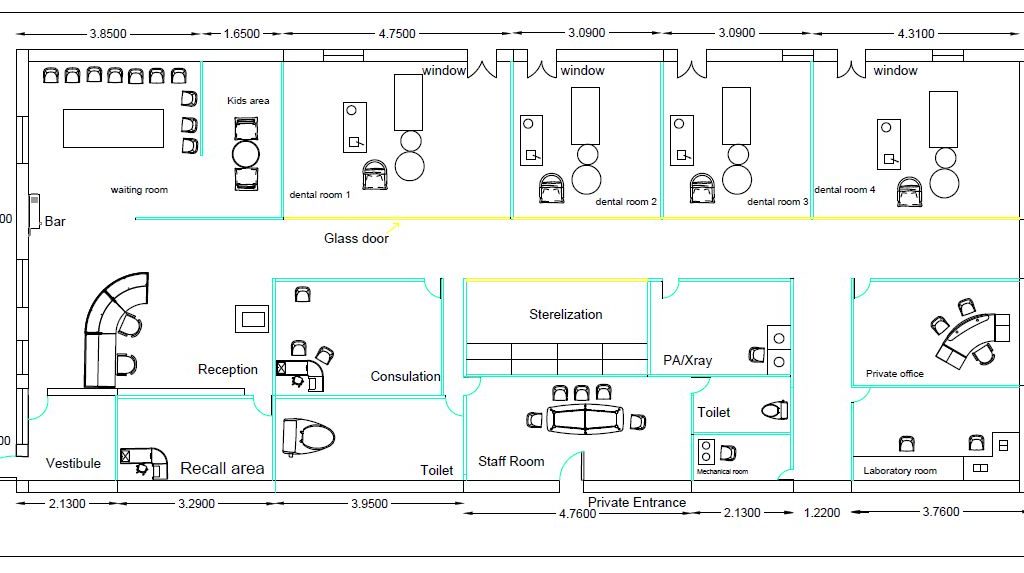 3.8500
1.6500
4.7500
3.0900
3.0900
4.3100
window
window
window
Kids area
waiting room
dental room 1
dental room 2
dental room 3
dental room 4
00
Bar
Glass door
Sterelization
Reception
Consulation
PA/Xray
Private office
Toilet
00
Vestibule
Recall area
Toilet
Staff Room
Mechanical room
Laboratory room
2.1300
3.2900
3.9500
Private Entrance
4.7600
2.1300
1.2200
3.7600